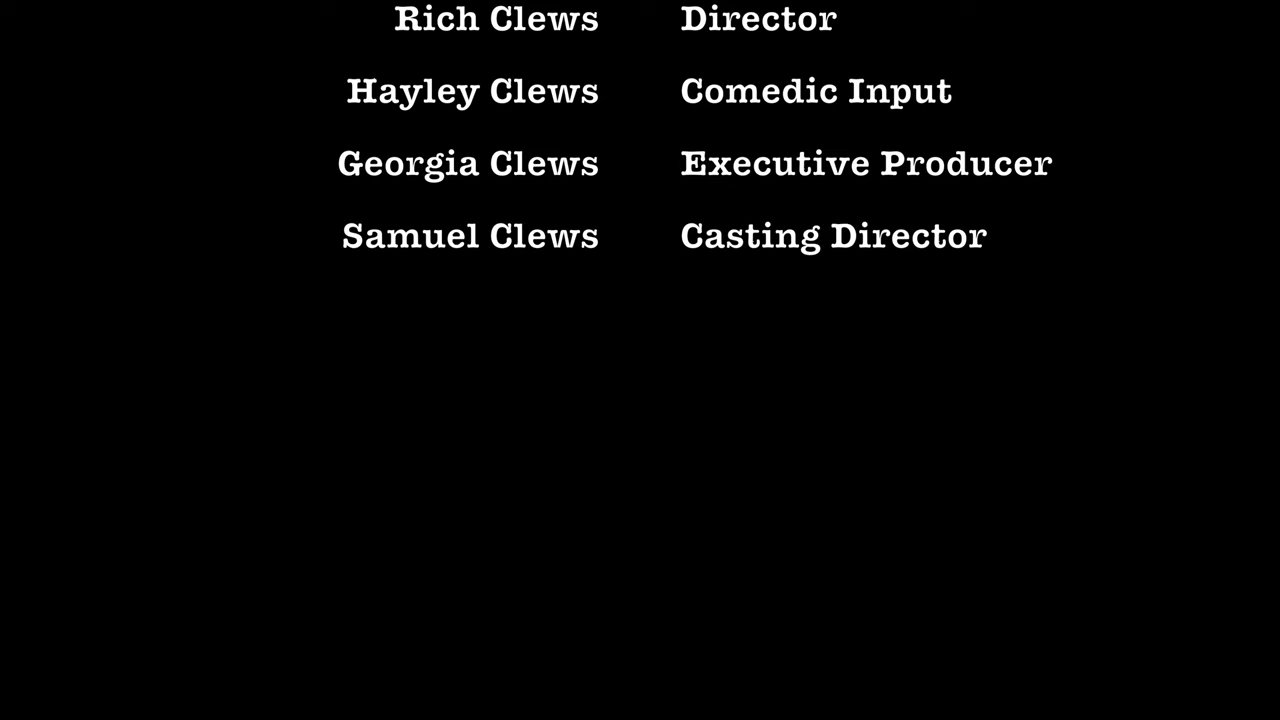 Rich Clews Director
Hayley Clews Comedic Input
Georgia Clews Executive Producer
Samuel Clews Casting Director